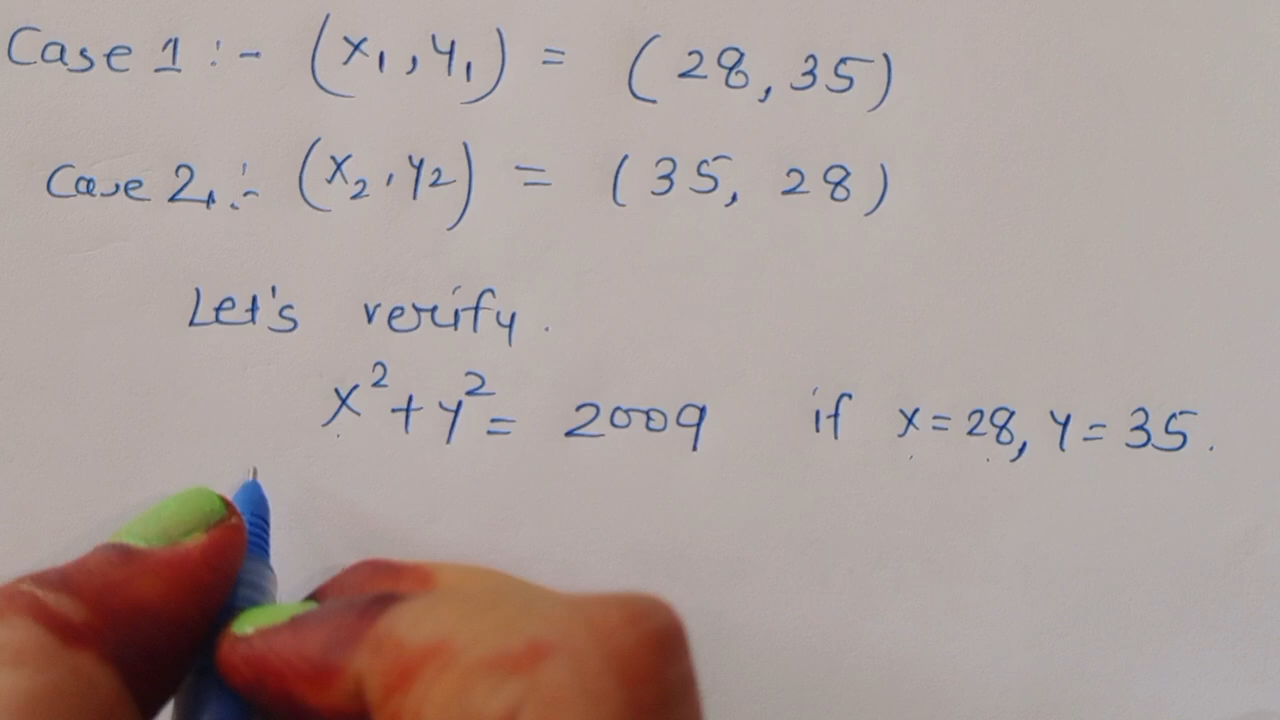 Case 1 :- (x₁, y₁) = (28, 35)
Case 2 :- (x₂, y₂) = (35, 28)
Let's verify.
x² + y² = 2009 if x = 28, y = 35.